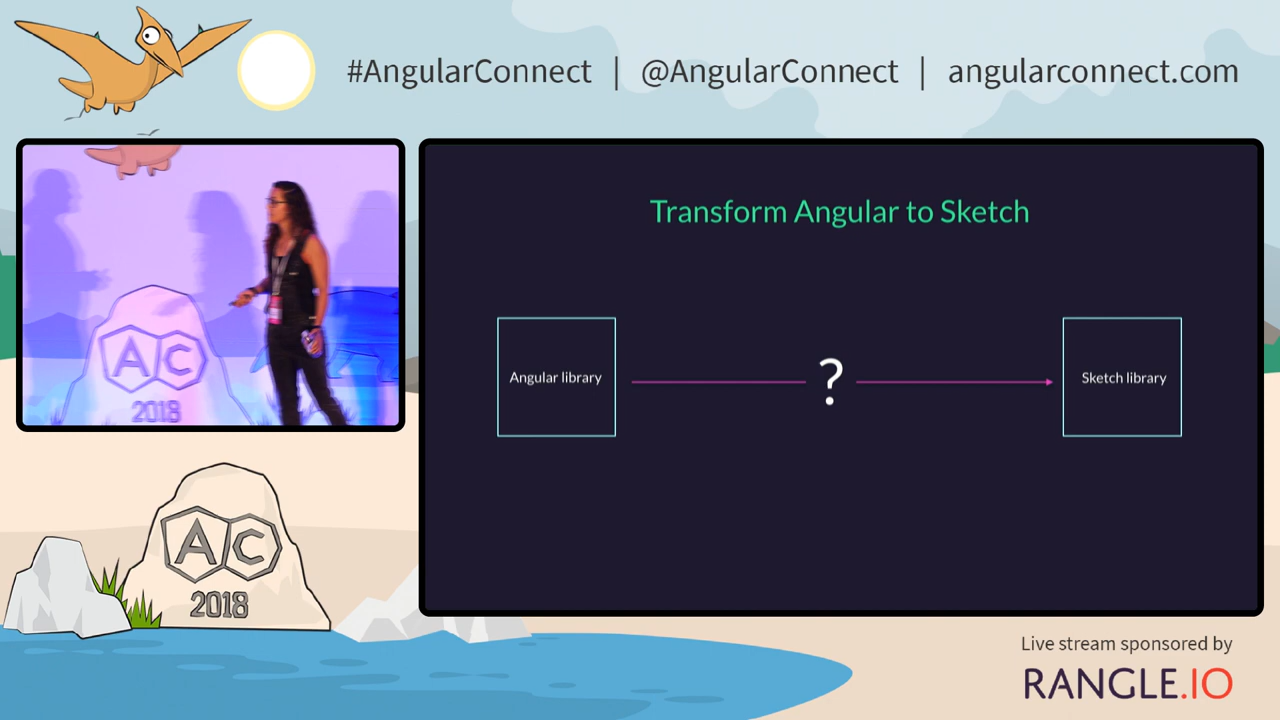 #AngularConnect | @AngularConnect | angularconnect.com
A/C
2018
Transform Angular to Sketch
Angular library
?
Sketch library
AC
2018
Live stream sponsored by
RANGLE.IO